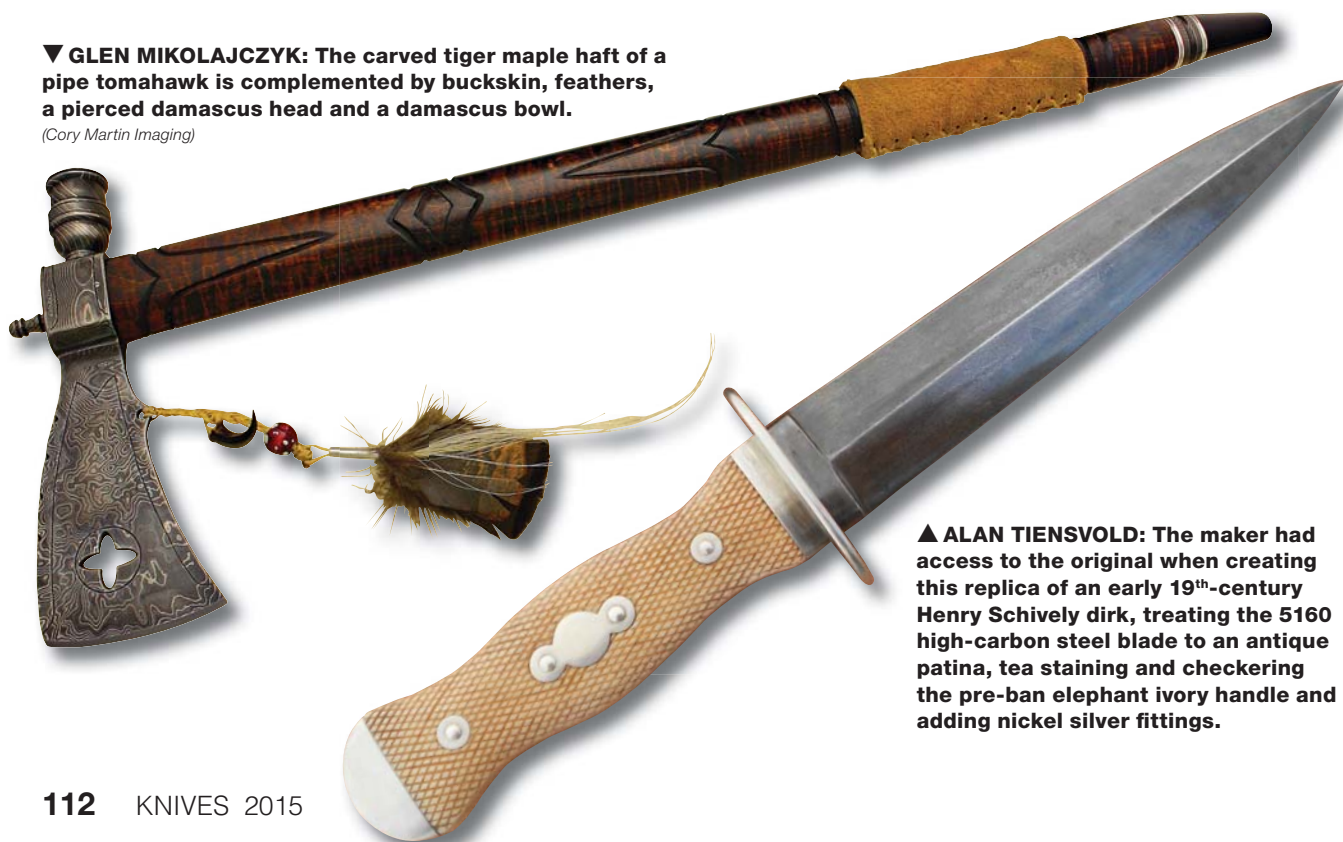 ▼ GLEN MIKOLAJCZYK: The carved tiger maple haft of a
pipe tomahawk is complemented by buckskin, feathers,
a pierced damascus head and a damascus bowl.
(Cory Martin Imaging)
▲ ALAN TIENSVOLD: The maker had
access to the original when creating
this replica of an early 19th-century
Henry Schively dirk, treating the 5160
high-carbon steel blade to an antique
patina, tea staining and checkering
the pre-ban elephant ivory handle and
adding nickel silver fittings.
112 KNIVES 2015